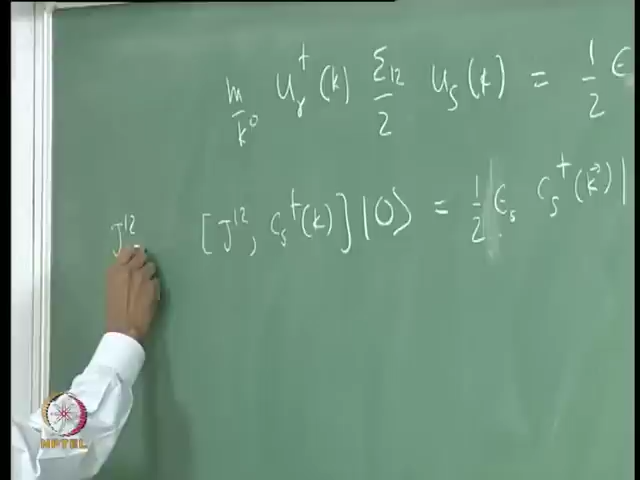 m/k⁰ u_r†(k) Σ₁₂/2 u_s(k) = 1/2 ε
J¹² [J¹², c_s†(k)]|0⟩ = 1/2 ε_s c_s†(k⃗)|
NPTEL